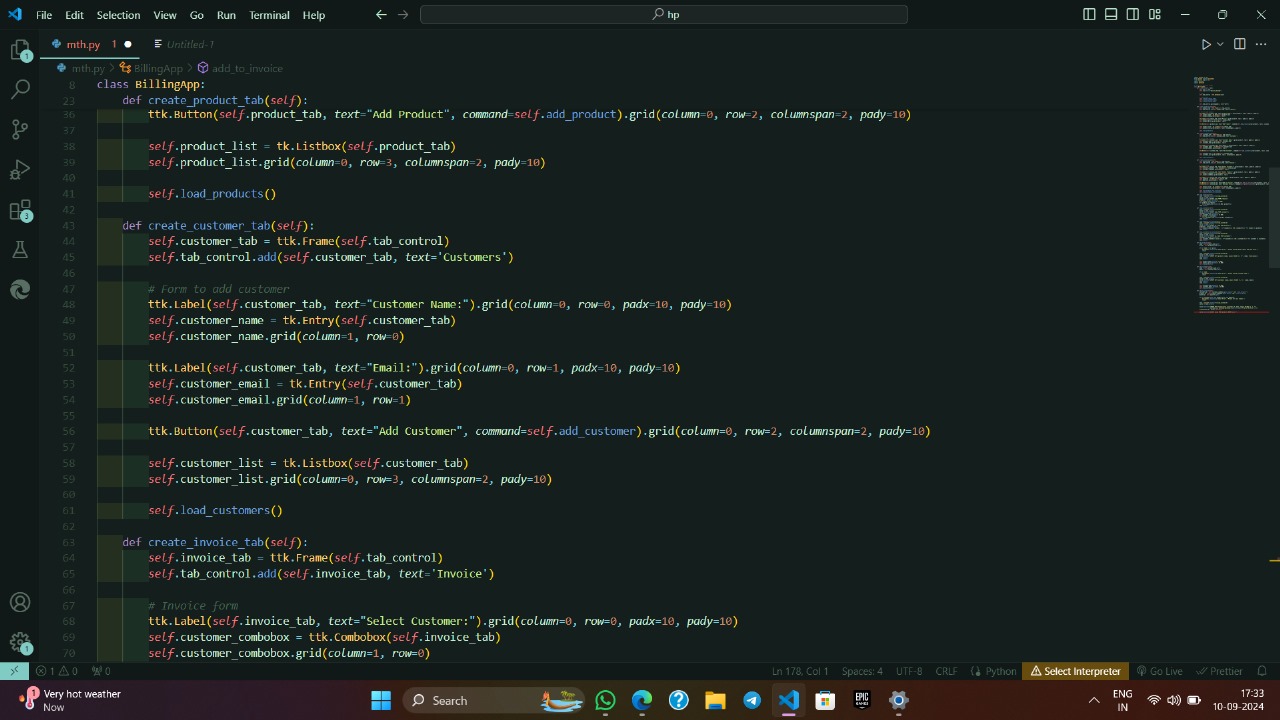 File Edit Selection View Go Run Terminal Help
hp
mth.py 1
Untitled-1
mth.py > BillingApp > add_to_invoice
8 class BillingApp:
23 def create_product_tab(self):
36 ttk.Button(self.product_tab, text="Add Product", command=self.add_product).grid(column=0, row=2, columnspan=2, pady=10)
37
38 self.product_list = tk.Listbox(self.product_tab)
39 self.product_list.grid(column=0, row=3, columnspan=2, pady=10)
40
41 self.load_products()
42
43 def create_customer_tab(self):
44 self.customer_tab = ttk.Frame(self.tab_control)
45 self.tab_control.add(self.customer_tab, text='Customers')
46
47 # Form to add customer
48 ttk.Label(self.customer_tab, text="Customer Name:").grid(column=0, row=0, padx=10, pady=10)
49 self.customer_name = tk.Entry(self.customer_tab)
50 self.customer_name.grid(column=1, row=0)
51
52 ttk.Label(self.customer_tab, text="Email:").grid(column=0, row=1, padx=10, pady=10)
53 self.customer_email = tk.Entry(self.customer_tab)
54 self.customer_email.grid(column=1, row=1)
55
56 ttk.Button(self.customer_tab, text="Add Customer", command=self.add_customer).grid(column=0, row=2, columnspan=2, pady=10)
57
58 self.customer_list = tk.Listbox(self.customer_tab)
59 self.customer_list.grid(column=0, row=3, columnspan=2, pady=10)
60
61 self.load_customers()
62
63 def create_invoice_tab(self):
64 self.invoice_tab = ttk.Frame(self.tab_control)
65 self.tab_control.add(self.invoice_tab, text='Invoice')
66
67 # Invoice form
68 ttk.Label(self.invoice_tab, text="Select Customer:").grid(column=0, row=0, padx=10, pady=10)
69 self.customer_combobox = ttk.Combobox(self.invoice_tab)
70 self.customer_combobox.grid(column=1, row=0)
1
3
1
1 0 0 Ln 178, Col 1 Spaces: 4 UTF-8 CRLF Python Select Interpreter Go Live Prettier
1 Very hot weather
Now
Search
EPIC GAMES
ENG
IN
17:33
10-09-2024